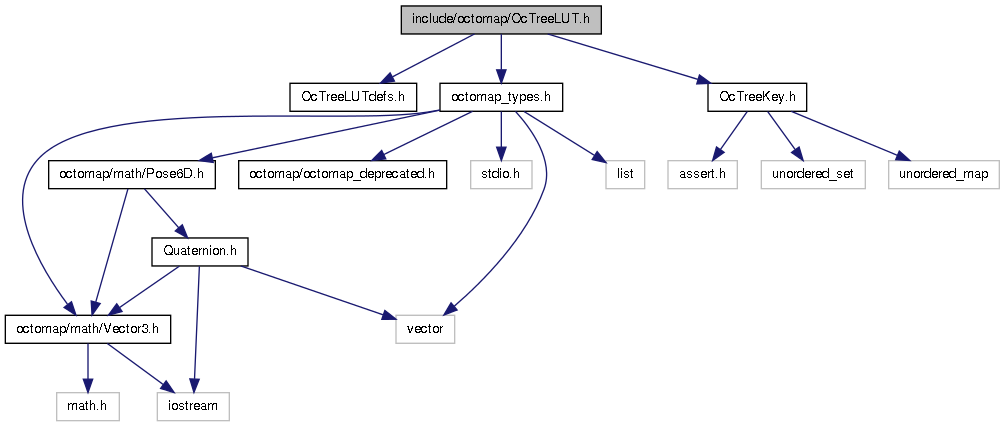 include/octomap/OcTreeLUT.h
OcTreeLUTdefs.h
octomap_types.h
OcTreeKey.h
octomap/math/Pose6D.h
octomap/octomap_deprecated.h
stdio.h
list
assert.h
unordered_set
unordered_map
Quaternion.h
octomap/math/Vector3.h
vector
math.h
iostream